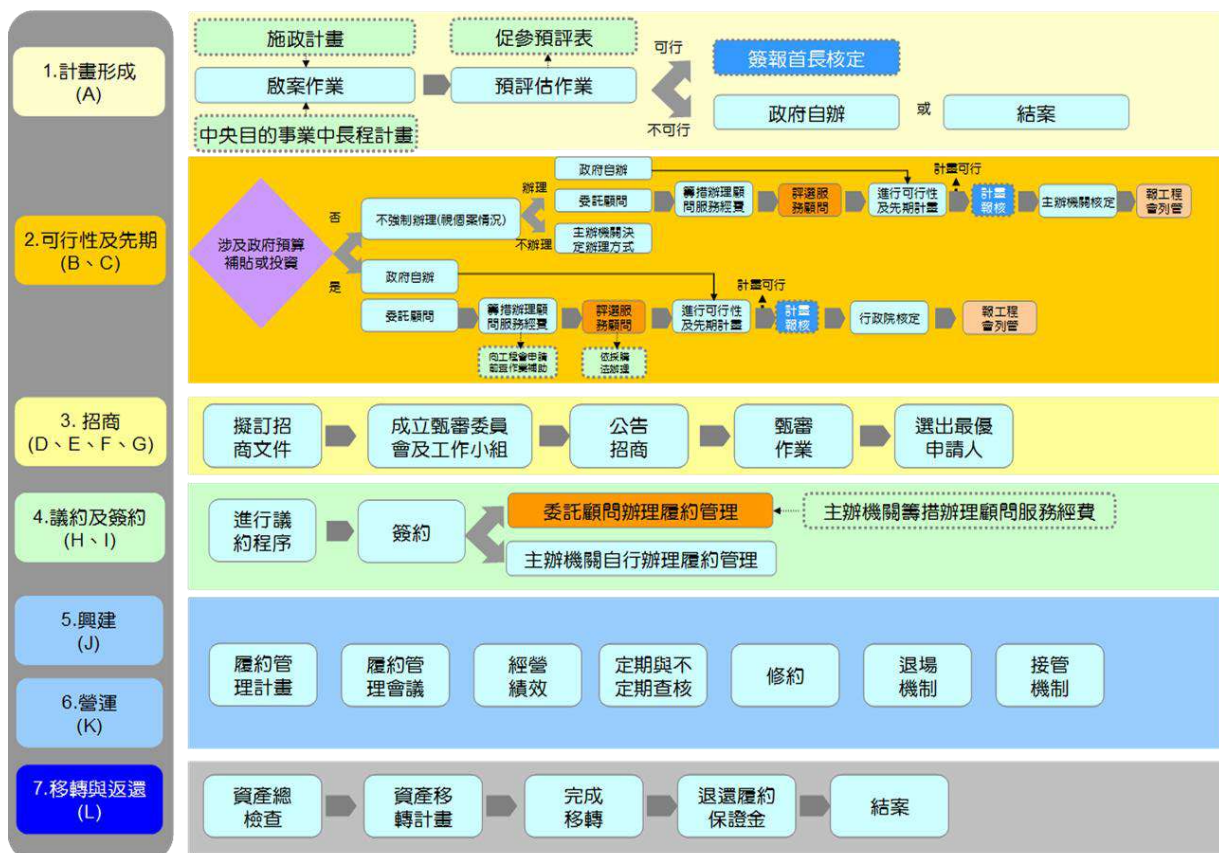 1.計畫形成
(A)
施政計畫
促參預評表
可行
簽報首長核定
啟案作業
預評估作業
不可行
政府自辦
或
結案
中央目的事業中長程計畫
2.可行性及先期
(B、C)
涉及政府預算
補貼或投資
否
不強制辦理(視個案情況)
辦理
不辦理
政府自辦
委託顧問
主辦機關決
定辦理方式
籌措辦理顧
問服務經費
評選服
務顧問
進行可行性
及先期計畫
計畫可行
計畫
報核
主辦機關核定
報工程
會列管
是
政府自辦
委託顧問
籌措辦理顧
問服務經費
評選服
務顧問
進行可行性
及先期計畫
計畫可行
計畫
報核
行政院核定
報工程
會列管
向工程會申請
前置作業補助
依採購
法辦理
3. 招商
(D、E、F、G)
擬訂招
商文件
成立甄審委員
會及工作小組
公告
招商
甄審
作業
選出最優
申請人
4.議約及簽約
(H、I)
進行議
約程序
簽約
委託顧問辦理履約管理
主辦機關籌措辦理顧問服務經費
主辦機關自行辦理履約管理
5.興建
(J)
6.營運
(K)
履約管
理計畫
履約管
理會議
經營
績效
定期與不
定期查核
修約
退場
機制
接管
機制
7.移轉與返還
(L)
資產總
檢查
資產移
轉計畫
完成
移轉
退還履約
保證金
結案